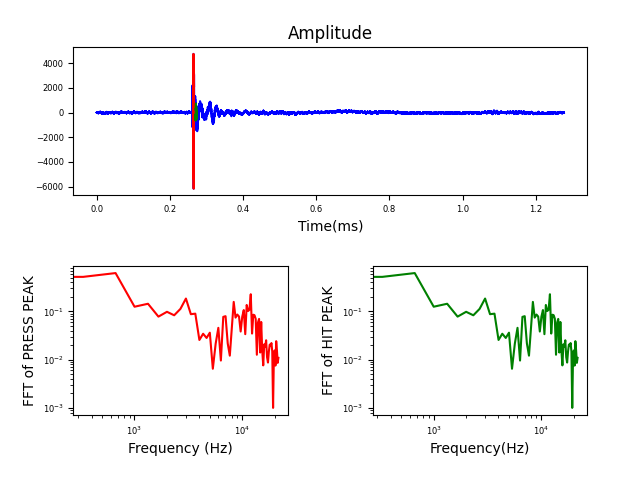 Amplitude
4000
2000
0
−2000
−4000
−6000
0.0 0.2 0.4 0.6 0.8 1.0 1.2
Time(ms)
FFT of PRESS PEAK
10⁻¹
10⁻²
10⁻³
10³ 10⁴
Frequency (Hz)
FFT of HIT PEAK
10⁻¹
10⁻²
10⁻³
10³ 10⁴
Frequency(Hz)